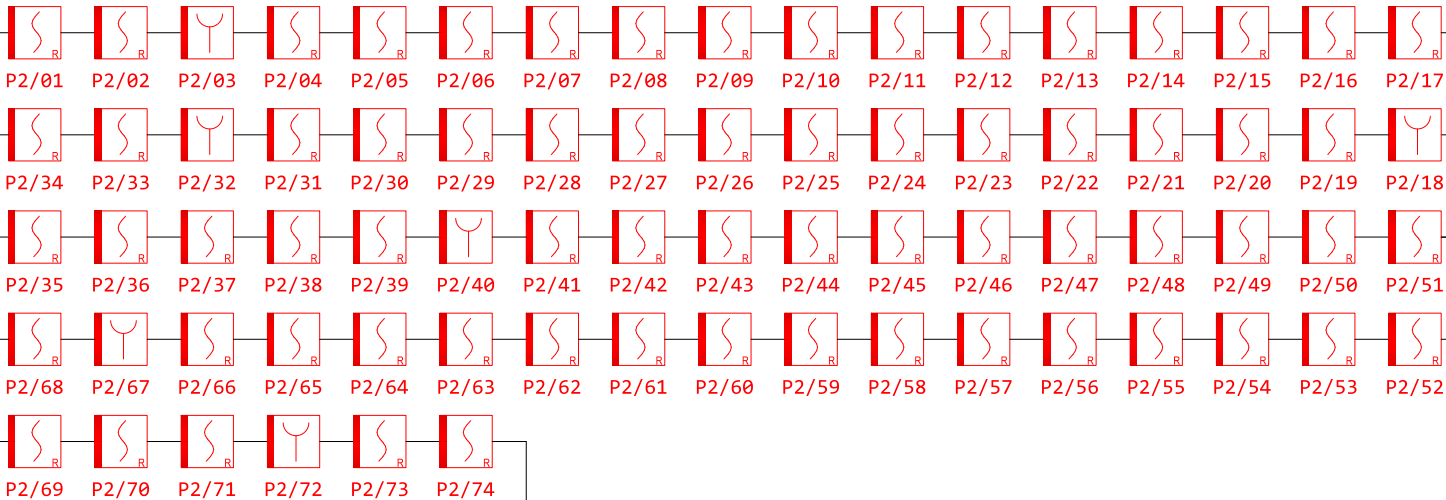 R R R R R R R R R R R R R R R R
P2/01 P2/02 P2/03 P2/04 P2/05 P2/06 P2/07 P2/08 P2/09 P2/10 P2/11 P2/12 P2/13 P2/14 P2/15 P2/16 P2/17
R R R R R R R R R R R R R R R
P2/34 P2/33 P2/32 P2/31 P2/30 P2/29 P2/28 P2/27 P2/26 P2/25 P2/24 P2/23 P2/22 P2/21 P2/20 P2/19 P2/18
R R R R R R R R R R R R R R R R
P2/35 P2/36 P2/37 P2/38 P2/39 P2/40 P2/41 P2/42 P2/43 P2/44 P2/45 P2/46 P2/47 P2/48 P2/49 P2/50 P2/51
R R R R R R R R R R R R R R R R
P2/68 P2/67 P2/66 P2/65 P2/64 P2/63 P2/62 P2/61 P2/60 P2/59 P2/58 P2/57 P2/56 P2/55 P2/54 P2/53 P2/52
R R R R R
P2/69 P2/70 P2/71 P2/72 P2/73 P2/74